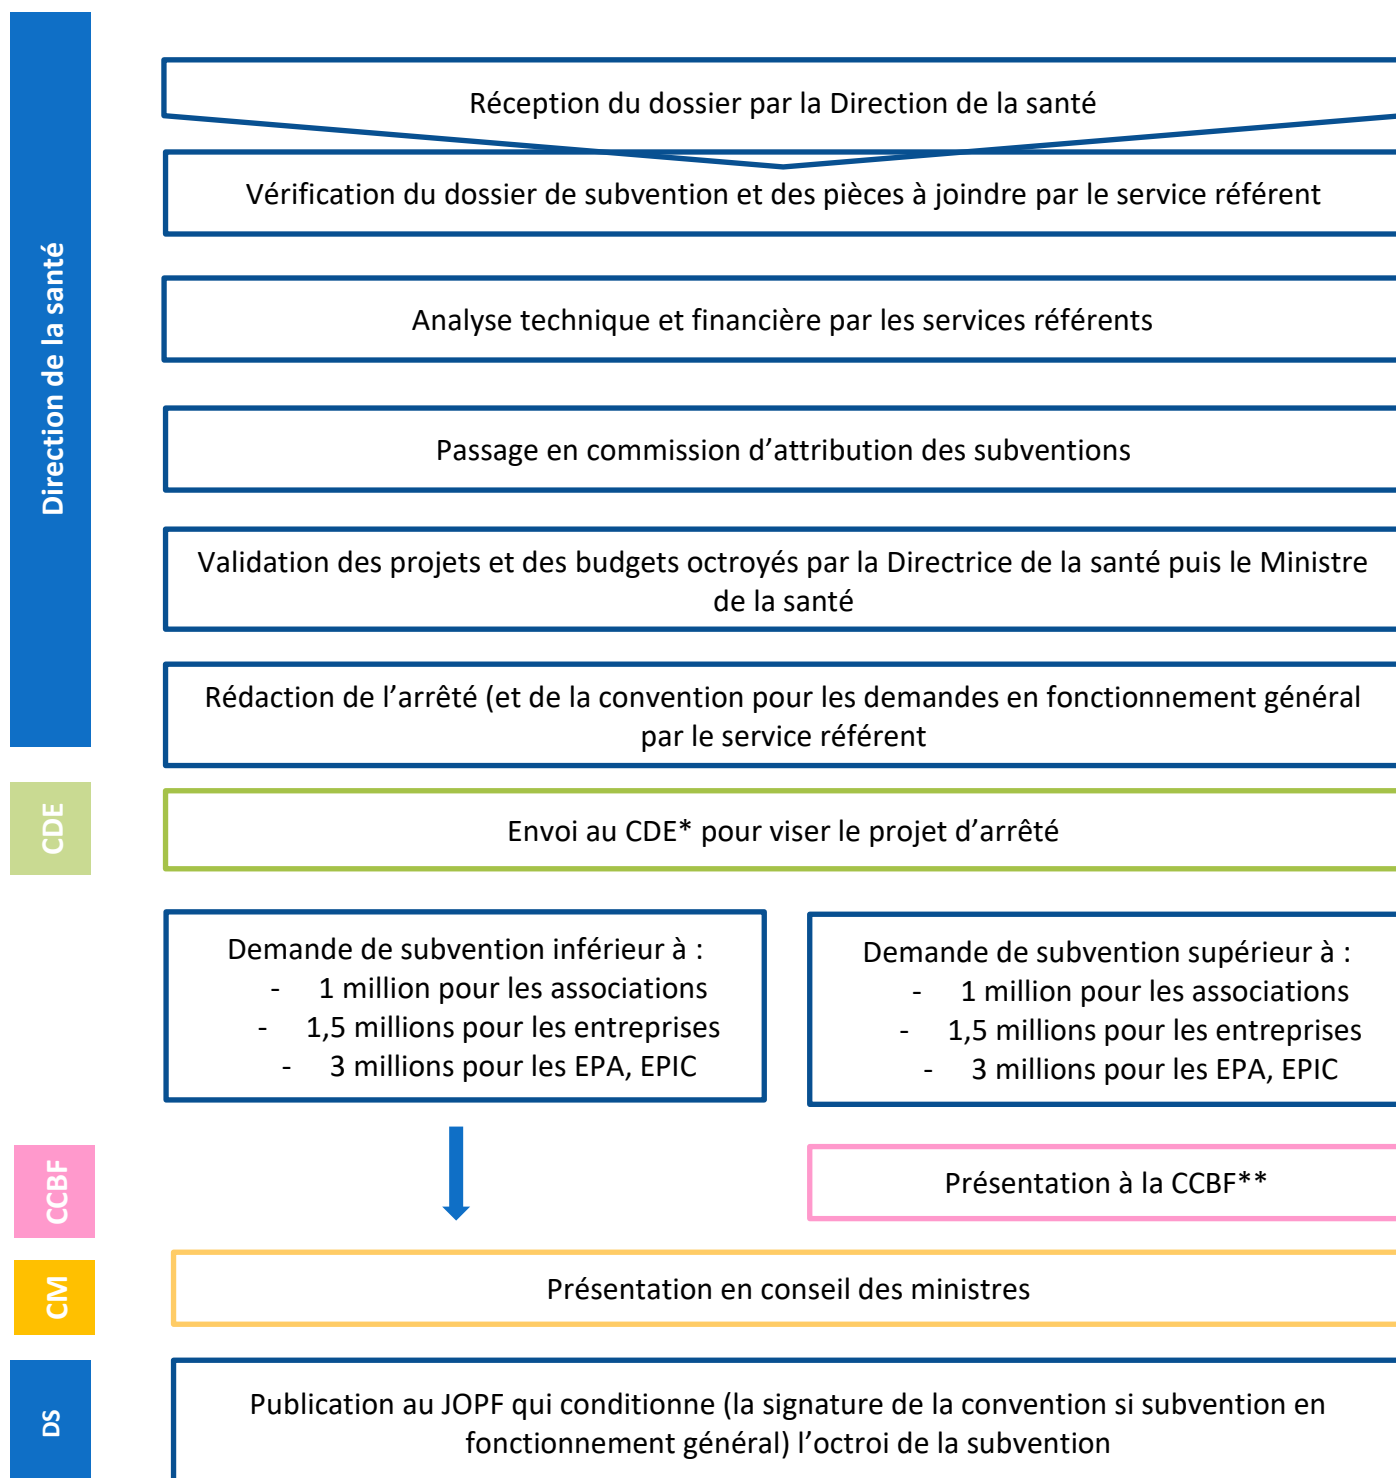 Direction de la santé
Réception du dossier par la Direction de la santé
Vérification du dossier de subvention et des pièces à joindre par le service référent
Analyse technique et financière par les services référents
Passage en commission d’attribution des subventions
Validation des projets et des budgets octroyés par la Directrice de la santé puis le Ministre
de la santé
Rédaction de l’arrêté (et de la convention pour les demandes en fonctionnement général
par le service référent
CDE
Envoi au CDE* pour viser le projet d’arrêté
Demande de subvention inférieur à :
- 1 million pour les associations
- 1,5 millions pour les entreprises
- 3 millions pour les EPA, EPIC
Demande de subvention supérieur à :
- 1 million pour les associations
- 1,5 millions pour les entreprises
- 3 millions pour les EPA, EPIC
CCBF
Présentation à la CCBF**
CM
Présentation en conseil des ministres
DS
Publication au JOPF qui conditionne (la signature de la convention si subvention en
fonctionnement général) l’octroi de la subvention